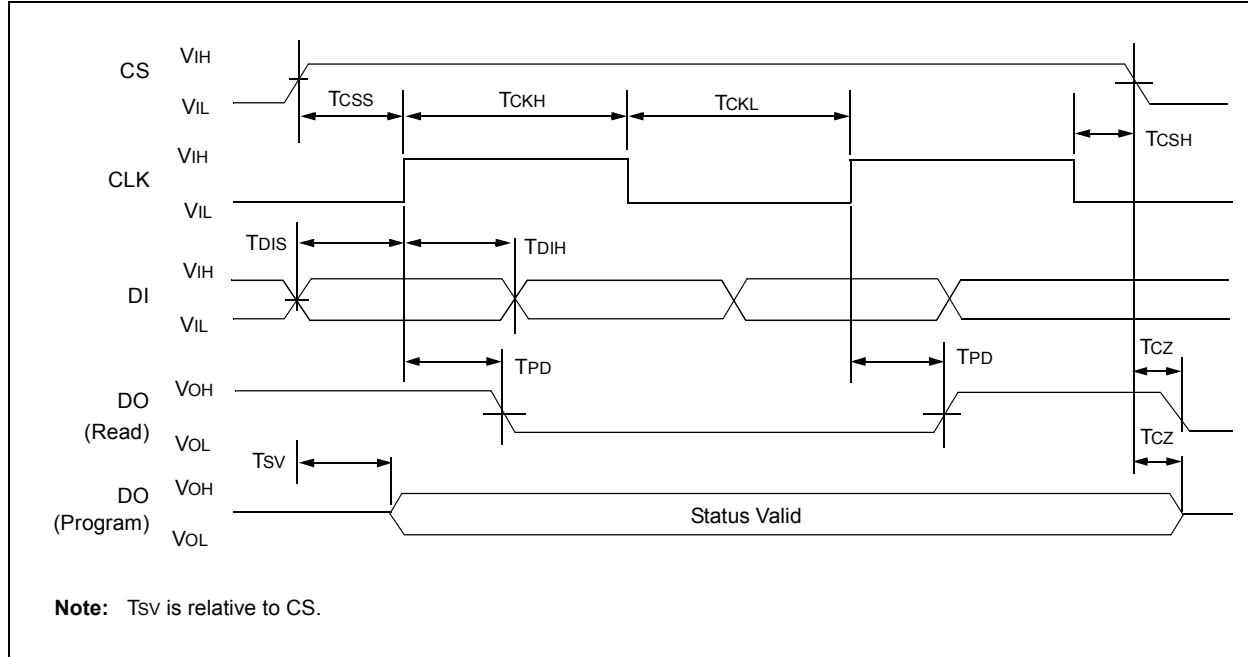 CS
VIH
VIL
TCSS
TCKH
TCKL
TCSH
CLK
VIH
VIL
TDIS
TDIH
DI
VIH
VIL
TPD
TPD
TCZ
DO
(Read)
VOH
VOL
TCZ
TSV
DO
(Program)
VOH
VOL
Status Valid
Note: TSV is relative to CS.